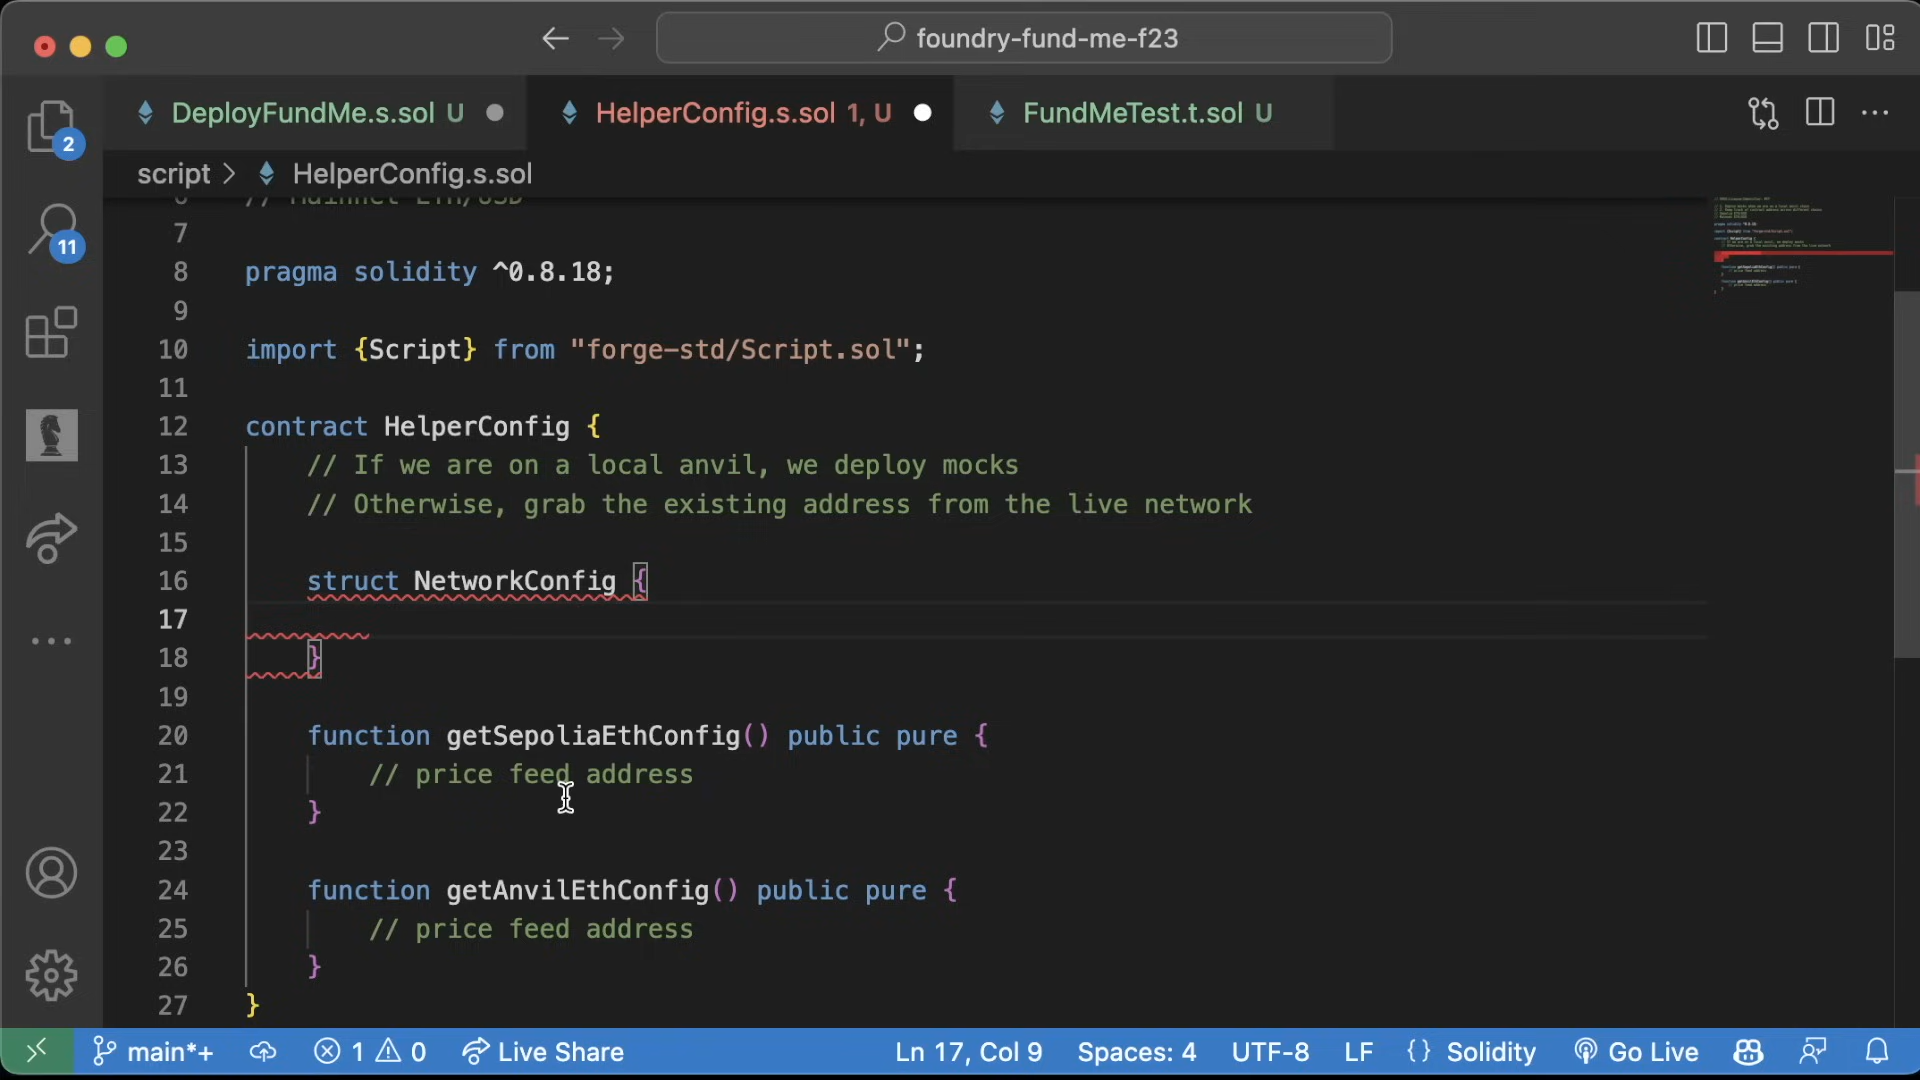 foundry-fund-me-f23
DeployFundMe.s.sol U
HelperConfig.s.sol 1, U
FundMeTest.t.sol U
2
script > HelperConfig.s.sol
6 // Mainnet ETH/USD
7
11
8 pragma solidity ^0.8.18;
9
10 import {Script} from "forge-std/Script.sol";
11
12 contract HelperConfig {
13 // If we are on a local anvil, we deploy mocks
14 // Otherwise, grab the existing address from the live network
15
16 struct NetworkConfig {
17
18 }
19
20 function getSepoliaEthConfig() public pure {
21 // price feed address
22 }
23
24 function getAnvilEthConfig() public pure {
25 // price feed address
26 }
27 }
main*+ 1 0 Live Share Ln 17, Col 9 Spaces: 4 UTF-8 LF {} Solidity Go Live